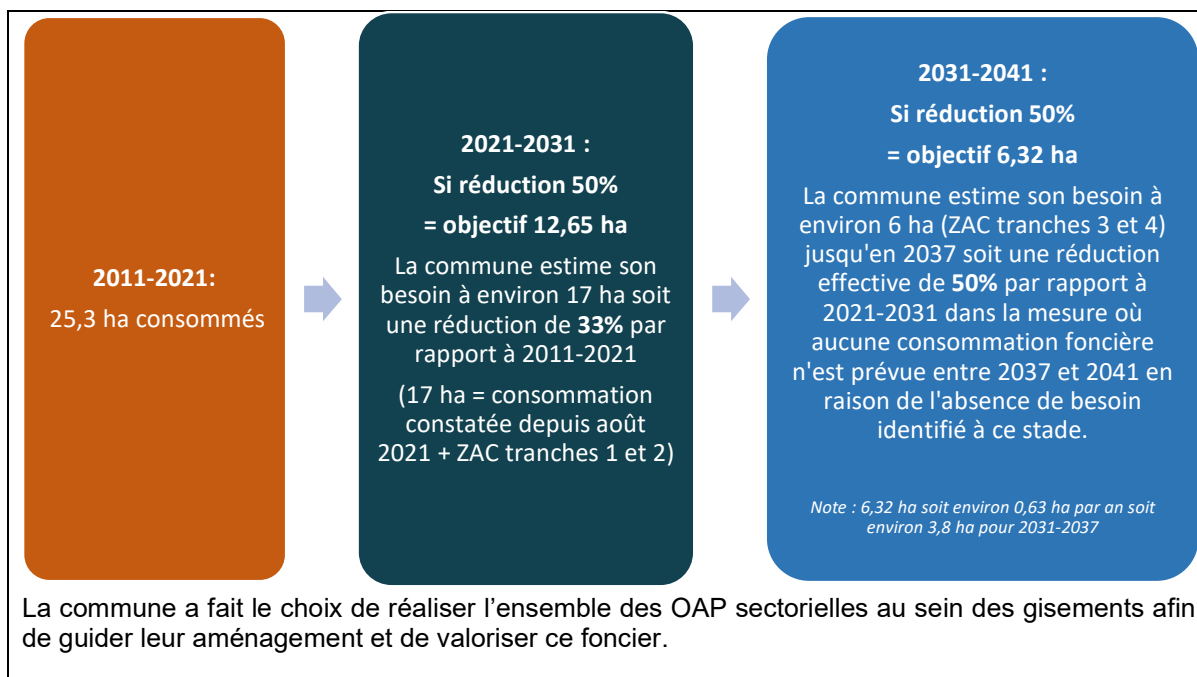 2011-2021:
25,3 ha consommés
2021-2031 :
Si réduction 50%
= objectif 12,65 ha
La commune estime son
besoin à environ 17 ha soit
une réduction de 33% par
rapport à 2011-2021
(17 ha = consommation
constatée depuis août
2021 + ZAC tranches 1 et 2)
2031-2041 :
Si réduction 50%
= objectif 6,32 ha
La commune estime son besoin à
environ 6 ha (ZAC tranches 3 et 4)
jusqu'en 2037 soit une réduction
effective de 50% par rapport à
2021-2031 dans la mesure où
aucune consommation foncière
n'est prévue entre 2037 et 2041 en
raison de l'absence de besoin
identifié à ce stade.
Note : 6,32 ha soit environ 0,63 ha par an soit
environ 3,8 ha pour 2031-2037
La commune a fait le choix de réaliser l’ensemble des OAP sectorielles au sein des gisements afin
de guider leur aménagement et de valoriser ce foncier.